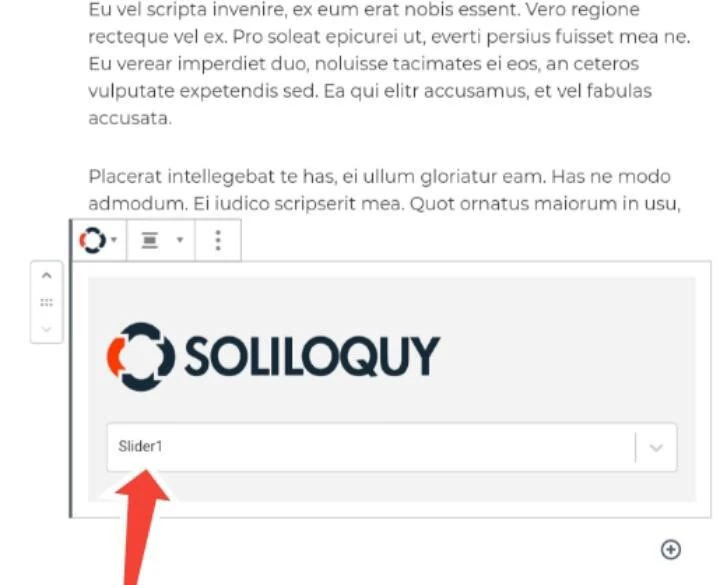 Eu vel scripta invenire, ex eum erat nobis essent. Vero regione
recteque vel ex. Pro soleat epicurei ut, everti persius fuisset mea ne.
Eu verear imperdiet duo, noluisse tacimates ei eos, an ceteros
vulputate expetendis sed. Ea qui elitr accusamus, et vel fabulas
accusata.
Placerat intellegebat te has, ei ullum gloriatur eam. Has ne modo
admodum. Ei iudico scripserit mea. Quot ornatus maiorum in usu,
SOLILOQUY
Slider1